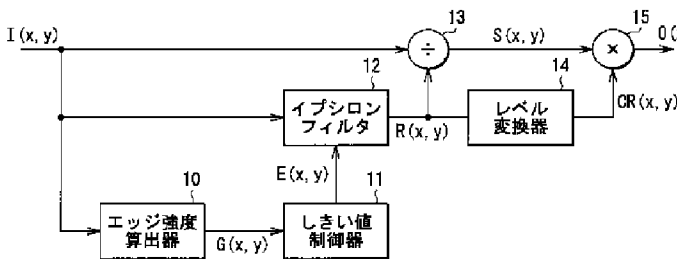 I(x, y)
13
÷
S(x, y)
15
×
O(
12
イプシロン
フィルタ
R(x, y)
14
レベル
変換器
CR(x, y)
E(x, y)
10
エッジ強度
算出器
G(x, y)
11
しきい値
制御器